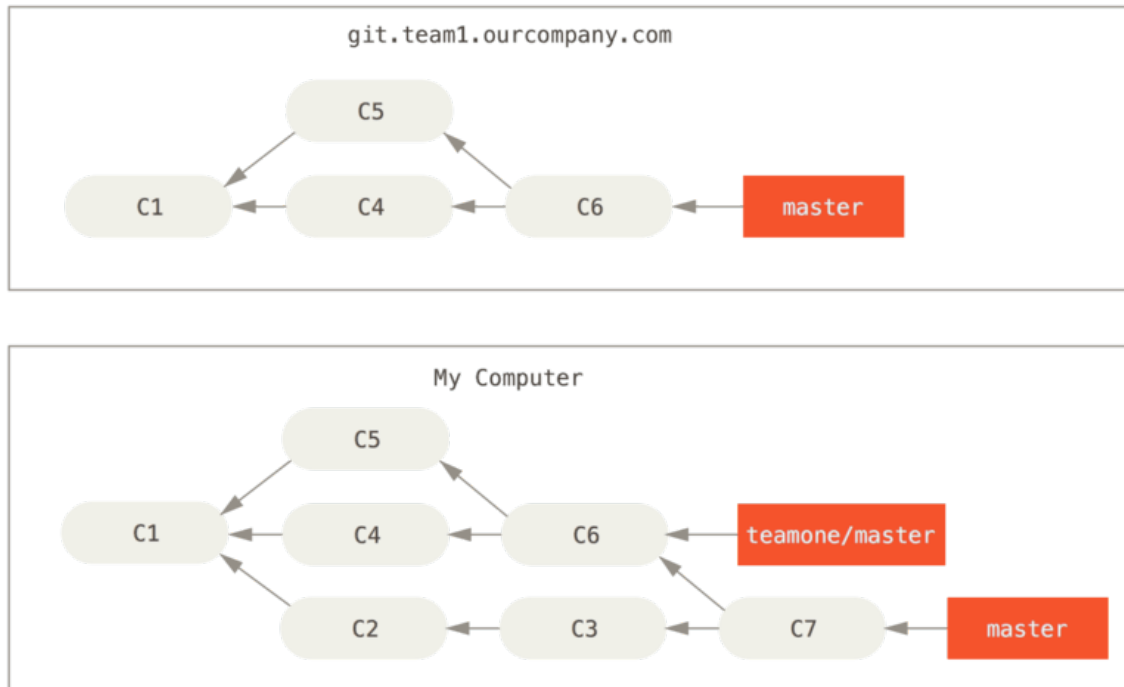 git.team1.ourcompany.com
C5
C1
C4
C6
master
My Computer
C5
C1
C4
C6
teamone/master
C2
C3
C7
master